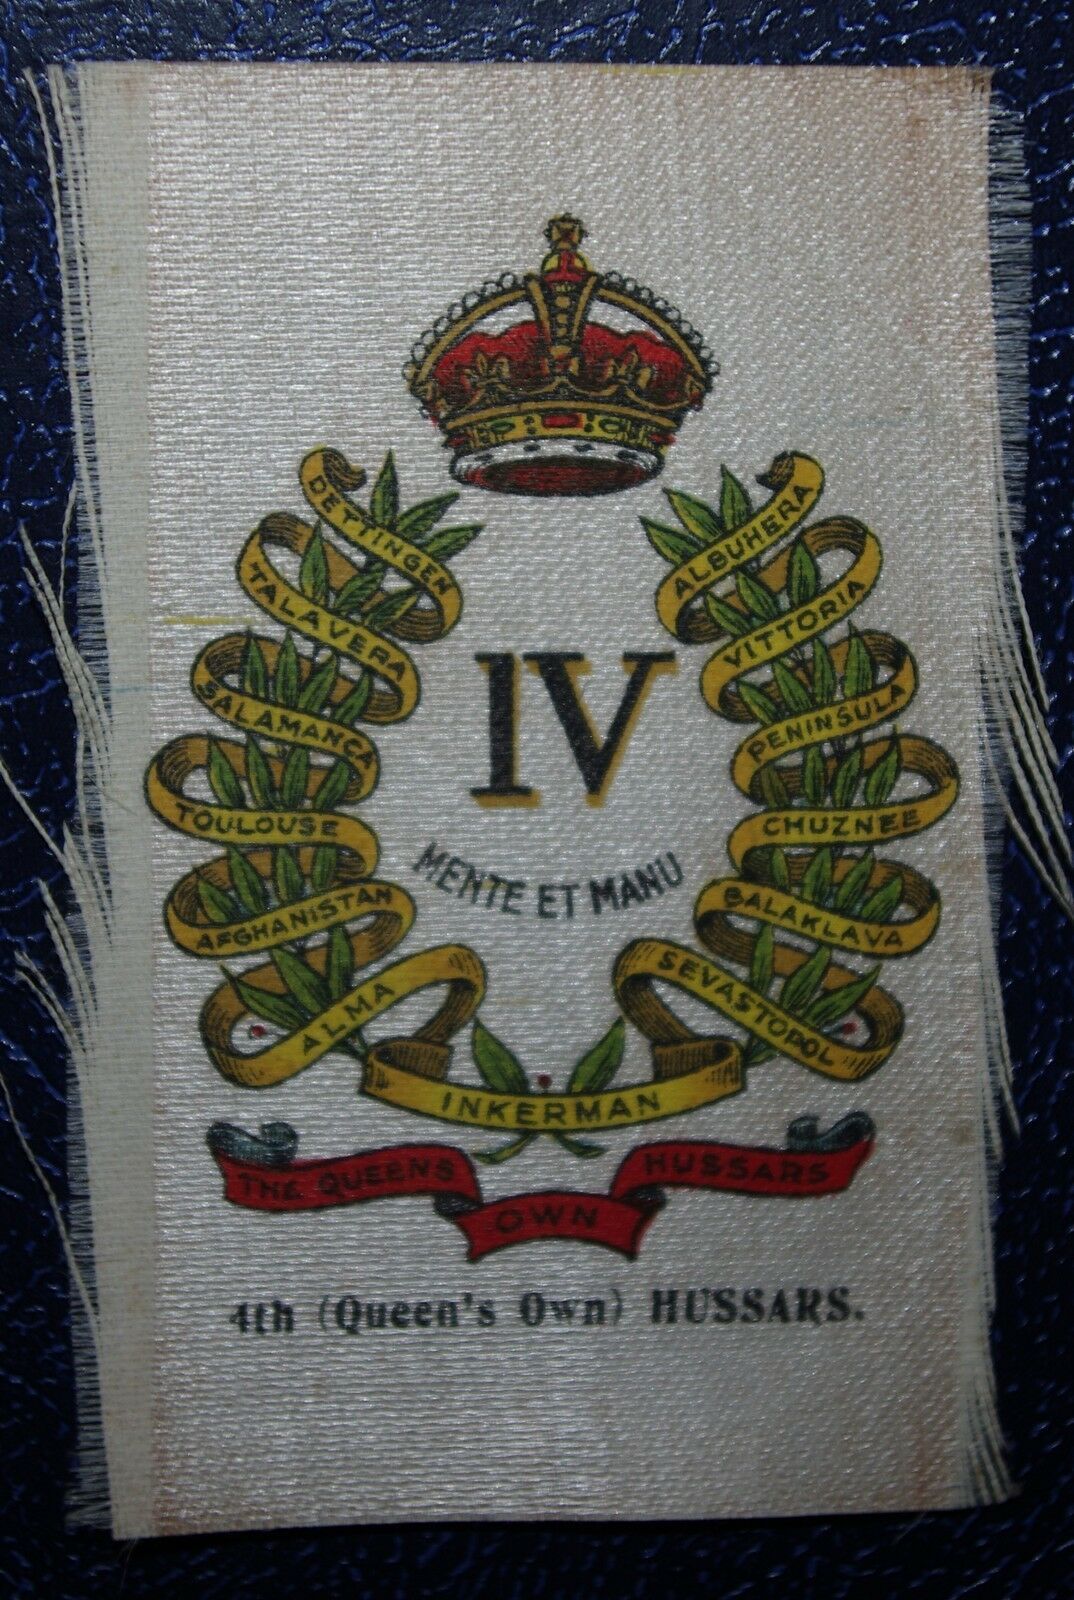 DETTINGEN
TALAVERA
SALAMANCA
TOULOUSE
AFGHANISTAN
ALMA
INKERMAN
ALBUHERA
VITTORIA
PENINSULA
CHUZNEE
BALAKLAVA
SEVASTOPOL
IV
MENTE ET MANU
THE QUEENS OWN HUSSARS
4th (Queen's Own) HUSSARS.